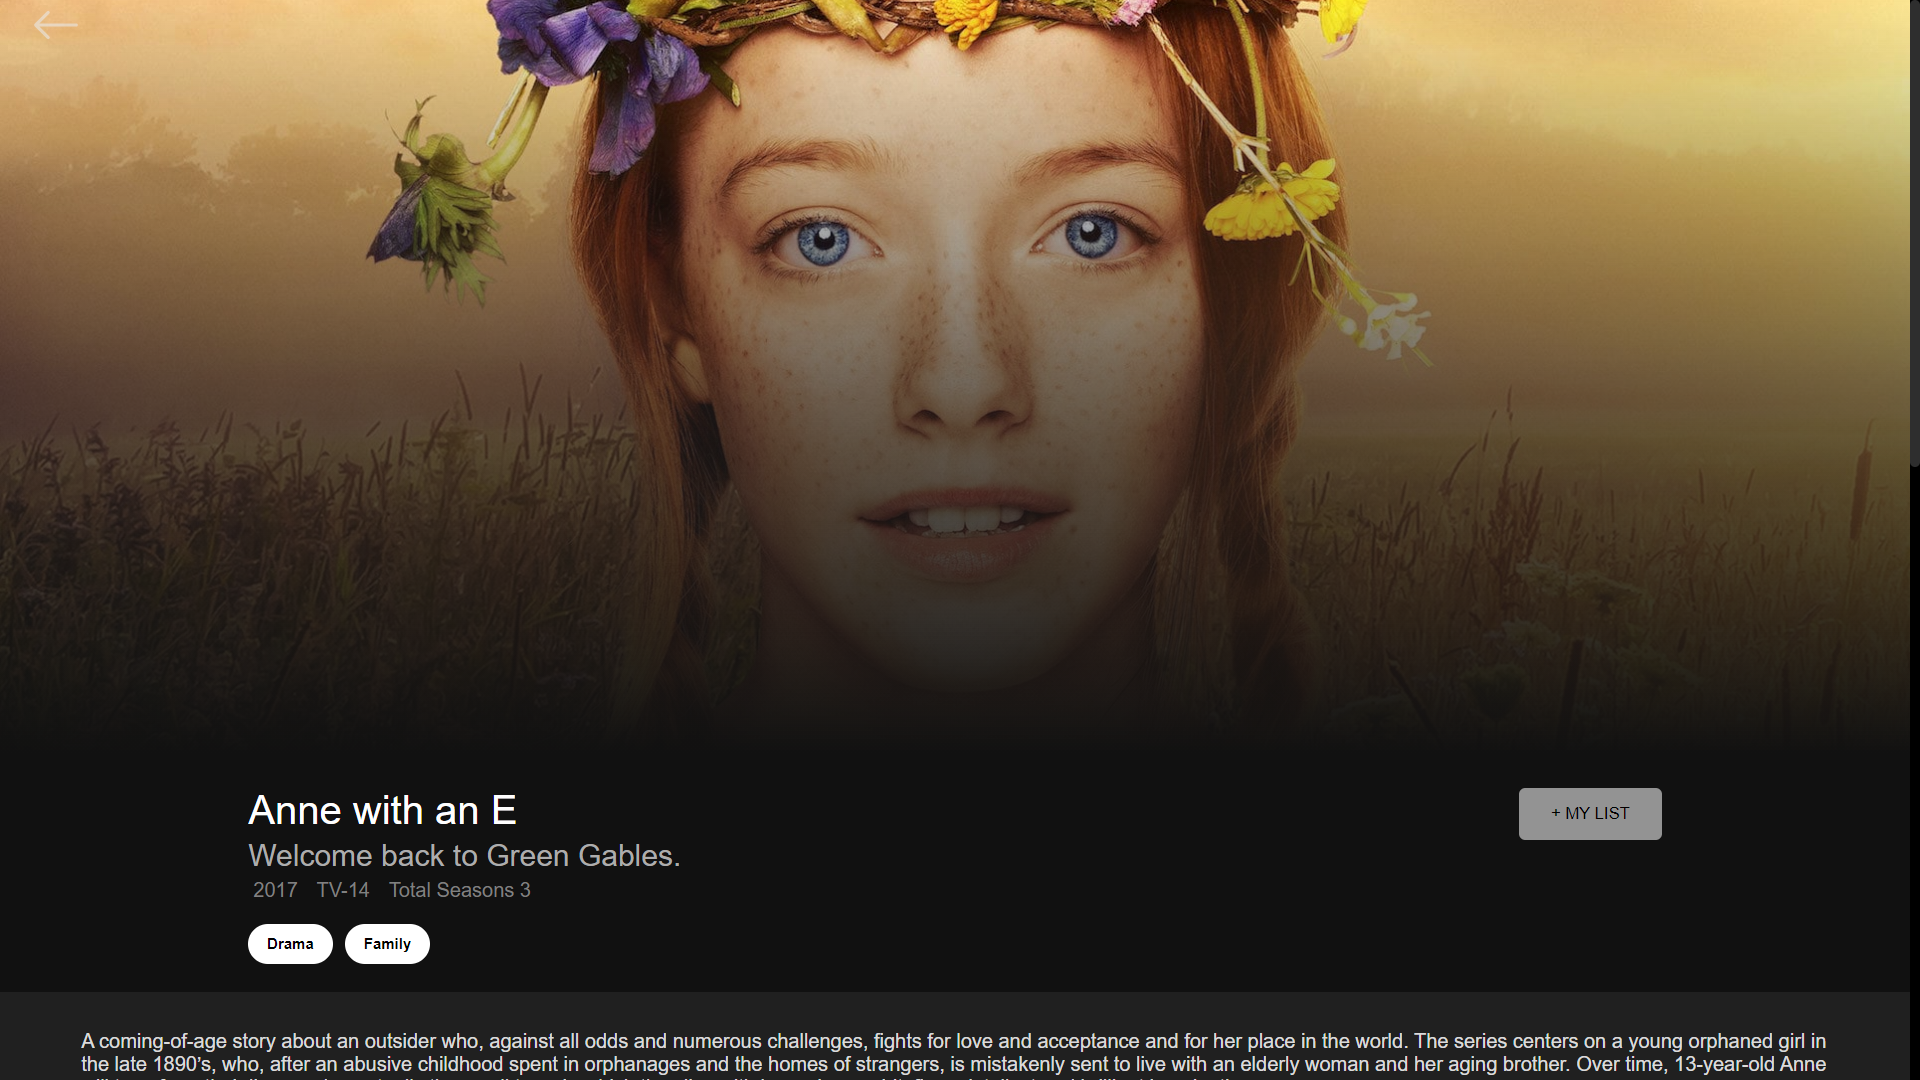 Anne with an E
+ MY LIST
Welcome back to Green Gables.
2017 TV-14 Total Seasons 3
Drama Family
A coming-of-age story about an outsider who, against all odds and numerous challenges, fights for love and acceptance and for her place in the world. The series centers on a young orphaned girl in
the late 1890’s, who, after an abusive childhood spent in orphanages and the homes of strangers, is mistakenly sent to live with an elderly woman and her aging brother. Over time, 13-year-old Anne